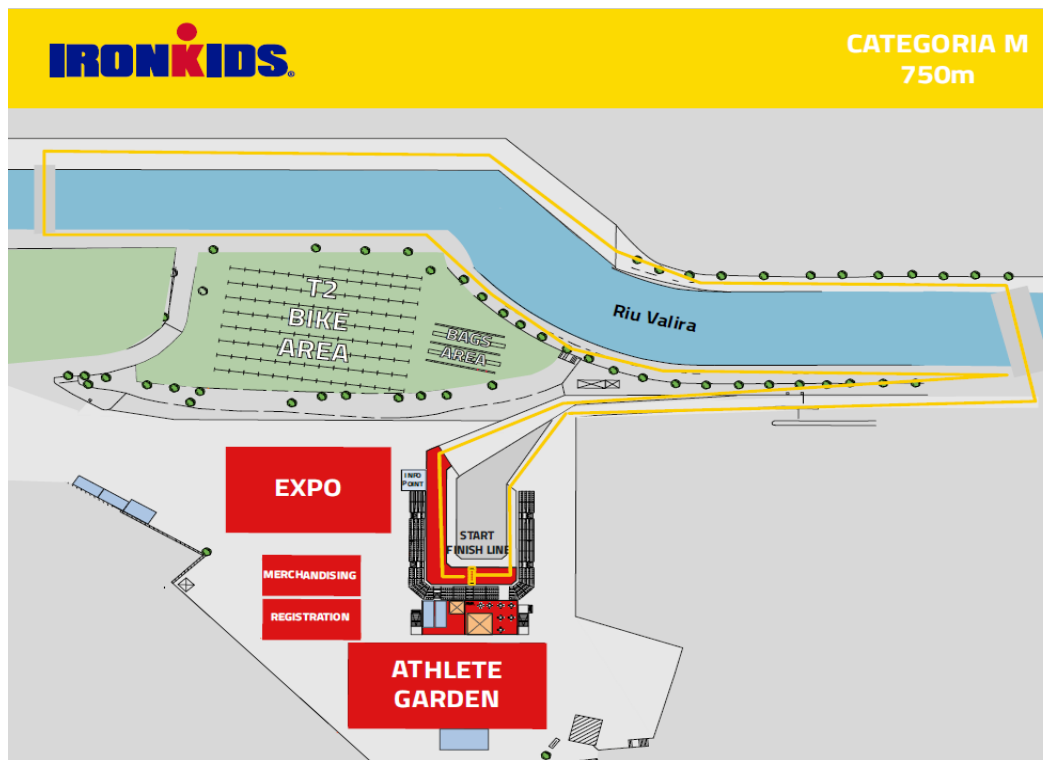 IRONKIDS®
CATEGORIA M
750m
T2
BIKE
AREA
BAGS
AREA
Riu Valira
EXPO
INFO
POINT
START
FINISH LINE
MERCHANDISING
REGISTRATION
ATHLETE
GARDEN